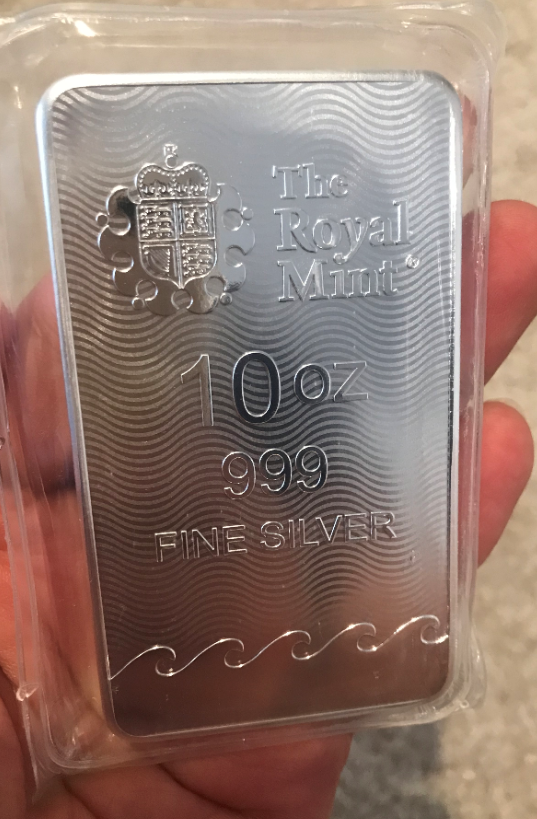 The
Royal
Mint®
10 oz
999
FINE SILVER